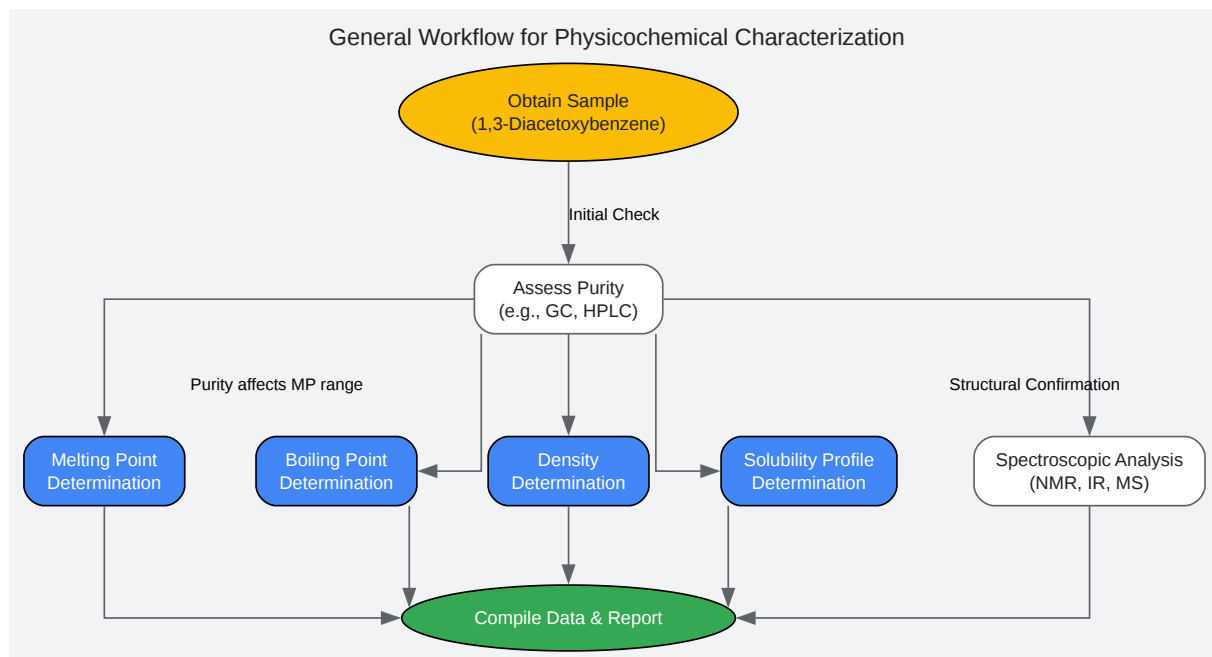 General Workflow for Physicochemical Characterization
Obtain Sample
(1,3-Diacetoxybenzene)
Initial Check
Assess Purity
(e.g., GC, HPLC)
Purity affects MP range
Structural Confirmation
Melting Point
Determination
Boiling Point
Determination
Density
Determination
Solubility Profile
Determination
Spectroscopic Analysis
(NMR, IR, MS)
Compile Data & Report